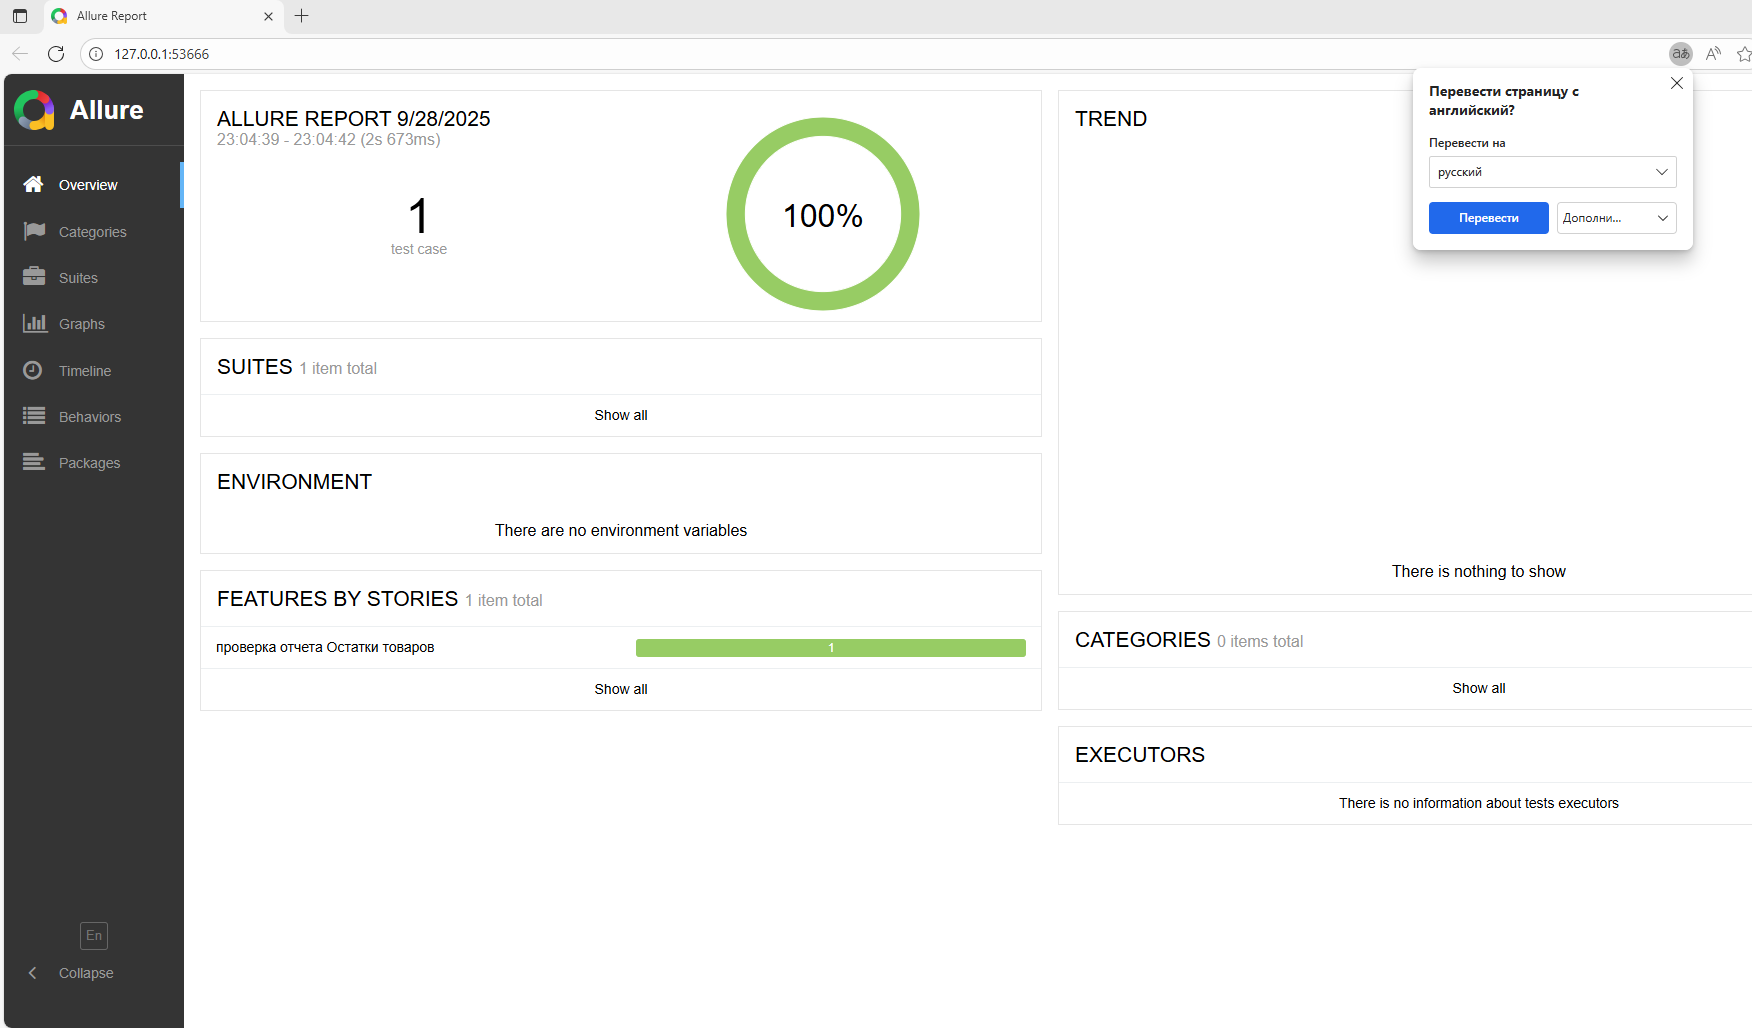 Allure Report
127.0.0.1:53666
Allure
Overview
Categories
Suites
Graphs
Timeline
Behaviors
Packages
En
Collapse
ALLURE REPORT 9/28/2025
23:04:39 - 23:04:42 (2s 673ms)
1
test case
100%
SUITES 1 item total
Show all
ENVIRONMENT
There are no environment variables
FEATURES BY STORIES 1 item total
проверка отчета Остатки товаров 1
Show all
TREND
There is nothing to show
CATEGORIES 0 items total
Show all
EXECUTORS
There is no information about tests executors
Перевести страницу с
английский?
Перевести на
русский
Перевести Дополни...